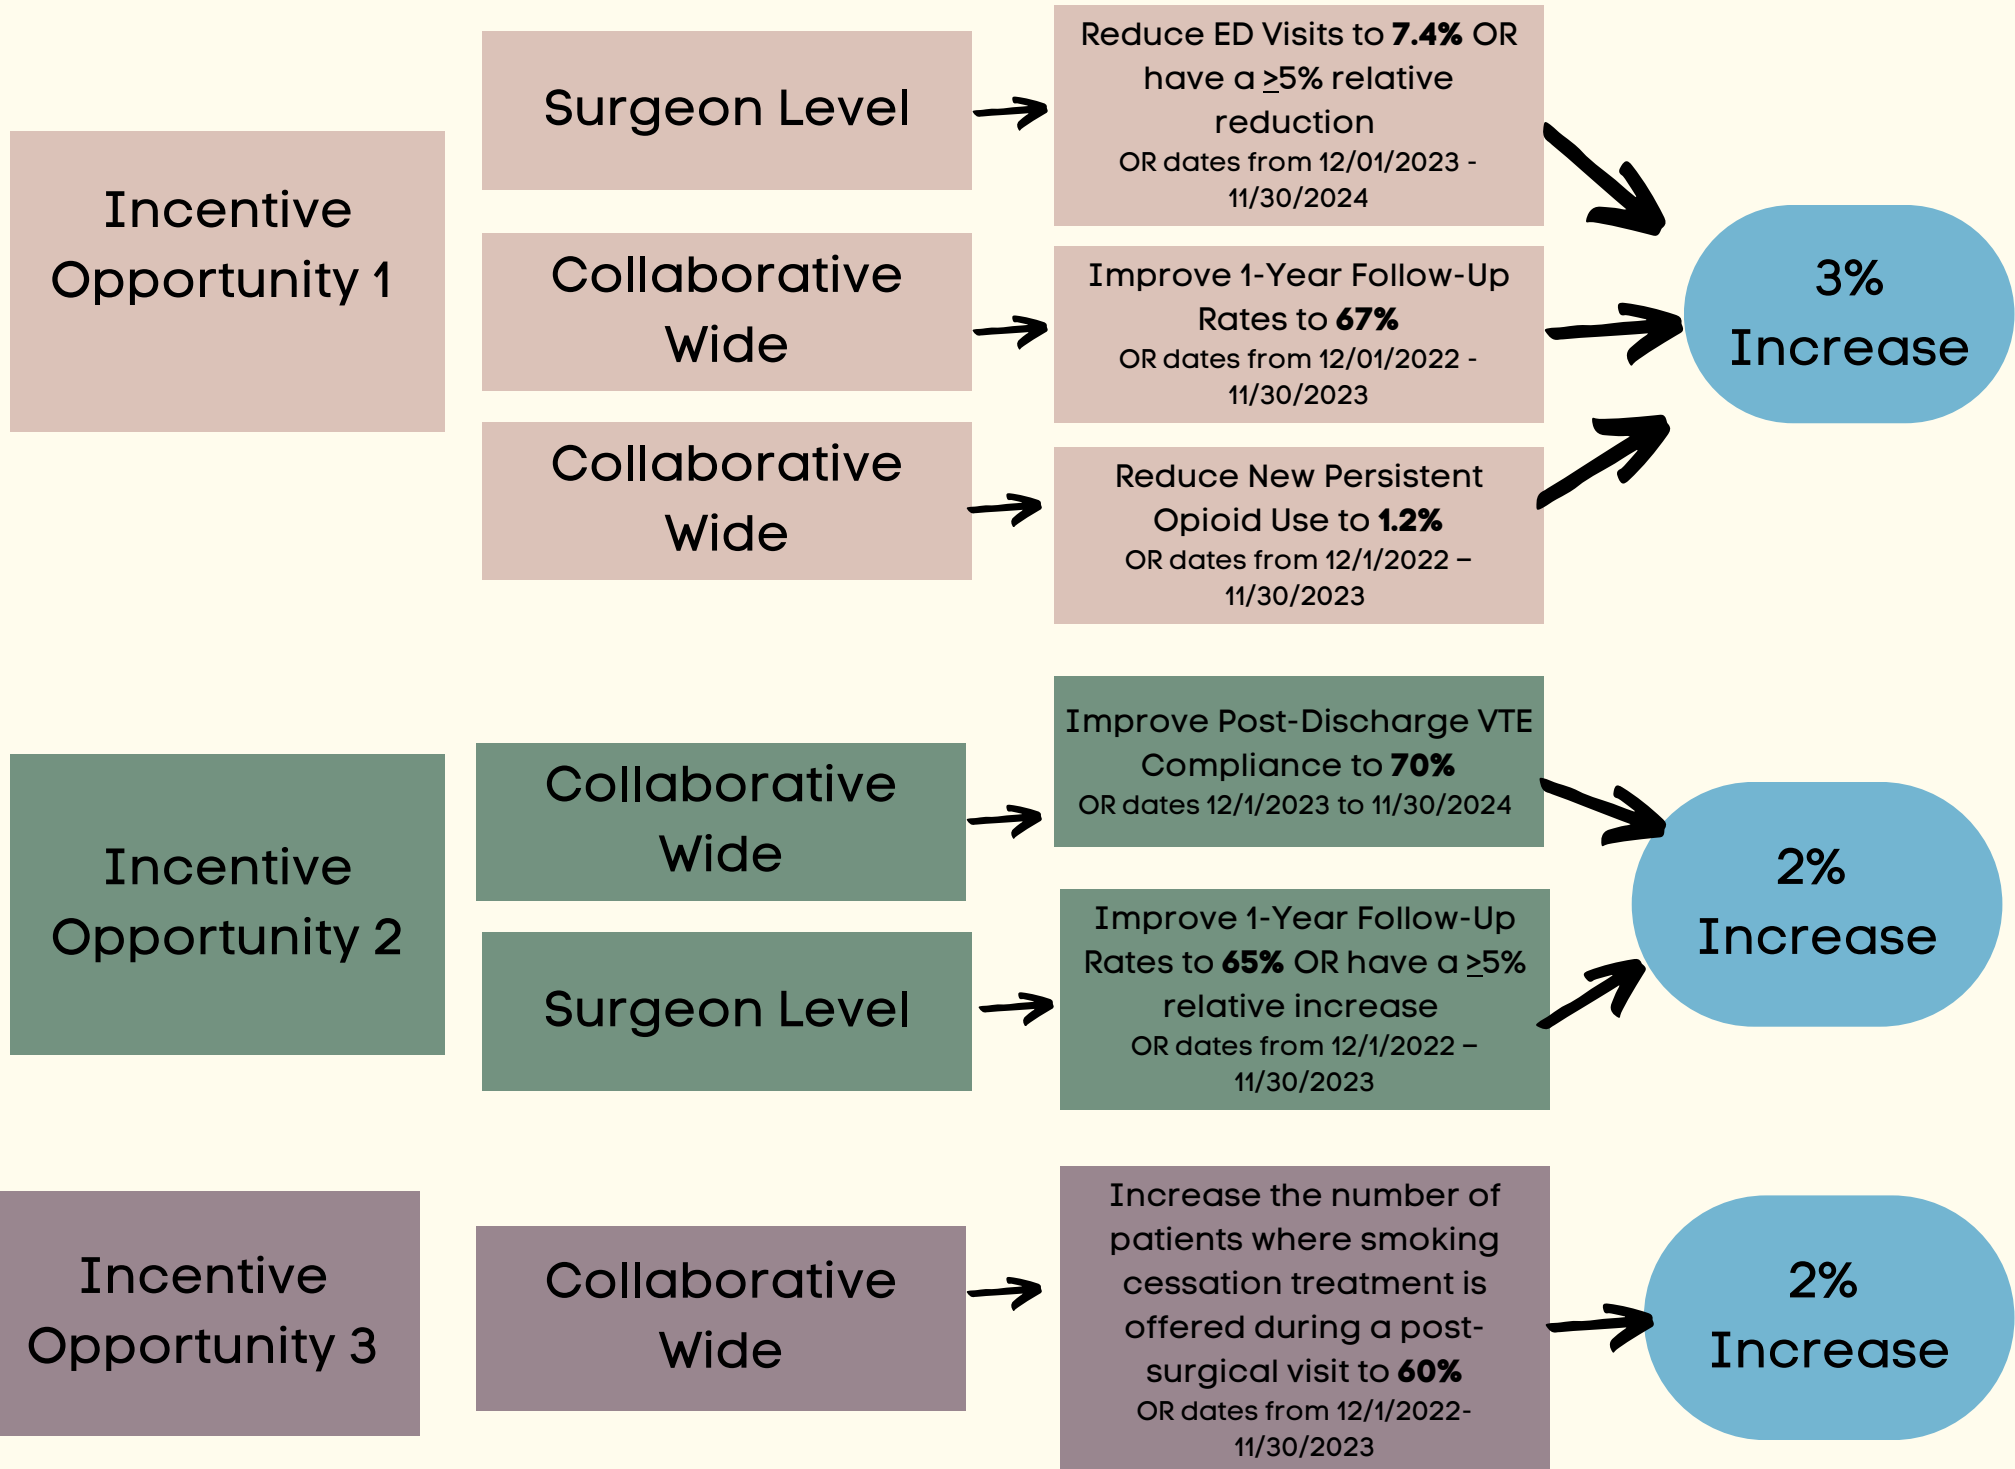 Incentive
Opportunity 1
Surgeon Level
Reduce ED Visits to 7.4% OR
have a ≥5% relative
reduction
OR dates from 12/01/2023 -
11/30/2024
Collaborative
Wide
Improve 1-Year Follow-Up
Rates to 67%
OR dates from 12/01/2022 -
11/30/2023
Collaborative
Wide
Reduce New Persistent
Opioid Use to 1.2%
OR dates from 12/1/2022 –
11/30/2023
3%
Increase
Incentive
Opportunity 2
Collaborative
Wide
Improve Post-Discharge VTE
Compliance to 70%
OR dates 12/1/2023 to 11/30/2024
Surgeon Level
Improve 1-Year Follow-Up
Rates to 65% OR have a ≥5%
relative increase
OR dates from 12/1/2022 –
11/30/2023
2%
Increase
Incentive
Opportunity 3
Collaborative
Wide
Increase the number of
patients where smoking
cessation treatment is
offered during a post-
surgical visit to 60%
OR dates from 12/1/2022-
11/30/2023
2%
Increase